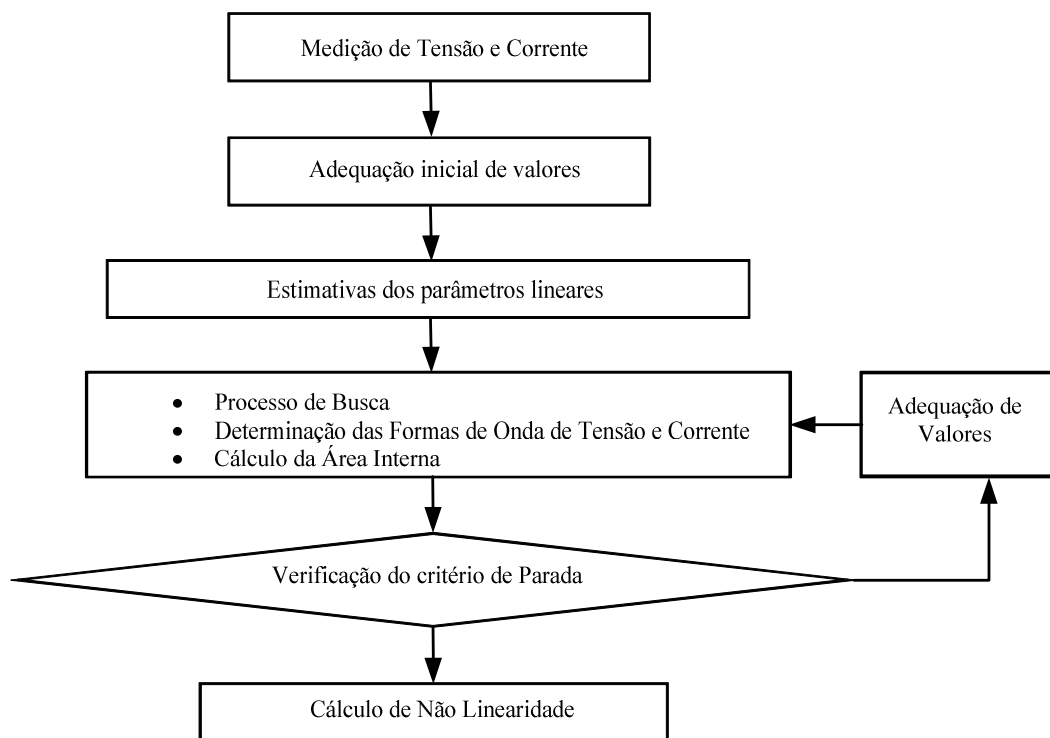 Medição de Tensão e Corrente
Adequação inicial de valores
Estimativas dos parâmetros lineares
• Processo de Busca
• Determinação das Formas de Onda de Tensão e Corrente
• Cálculo da Área Interna
Adequação de
Valores
Verificação do critério de Parada
Cálculo de Não Linearidade